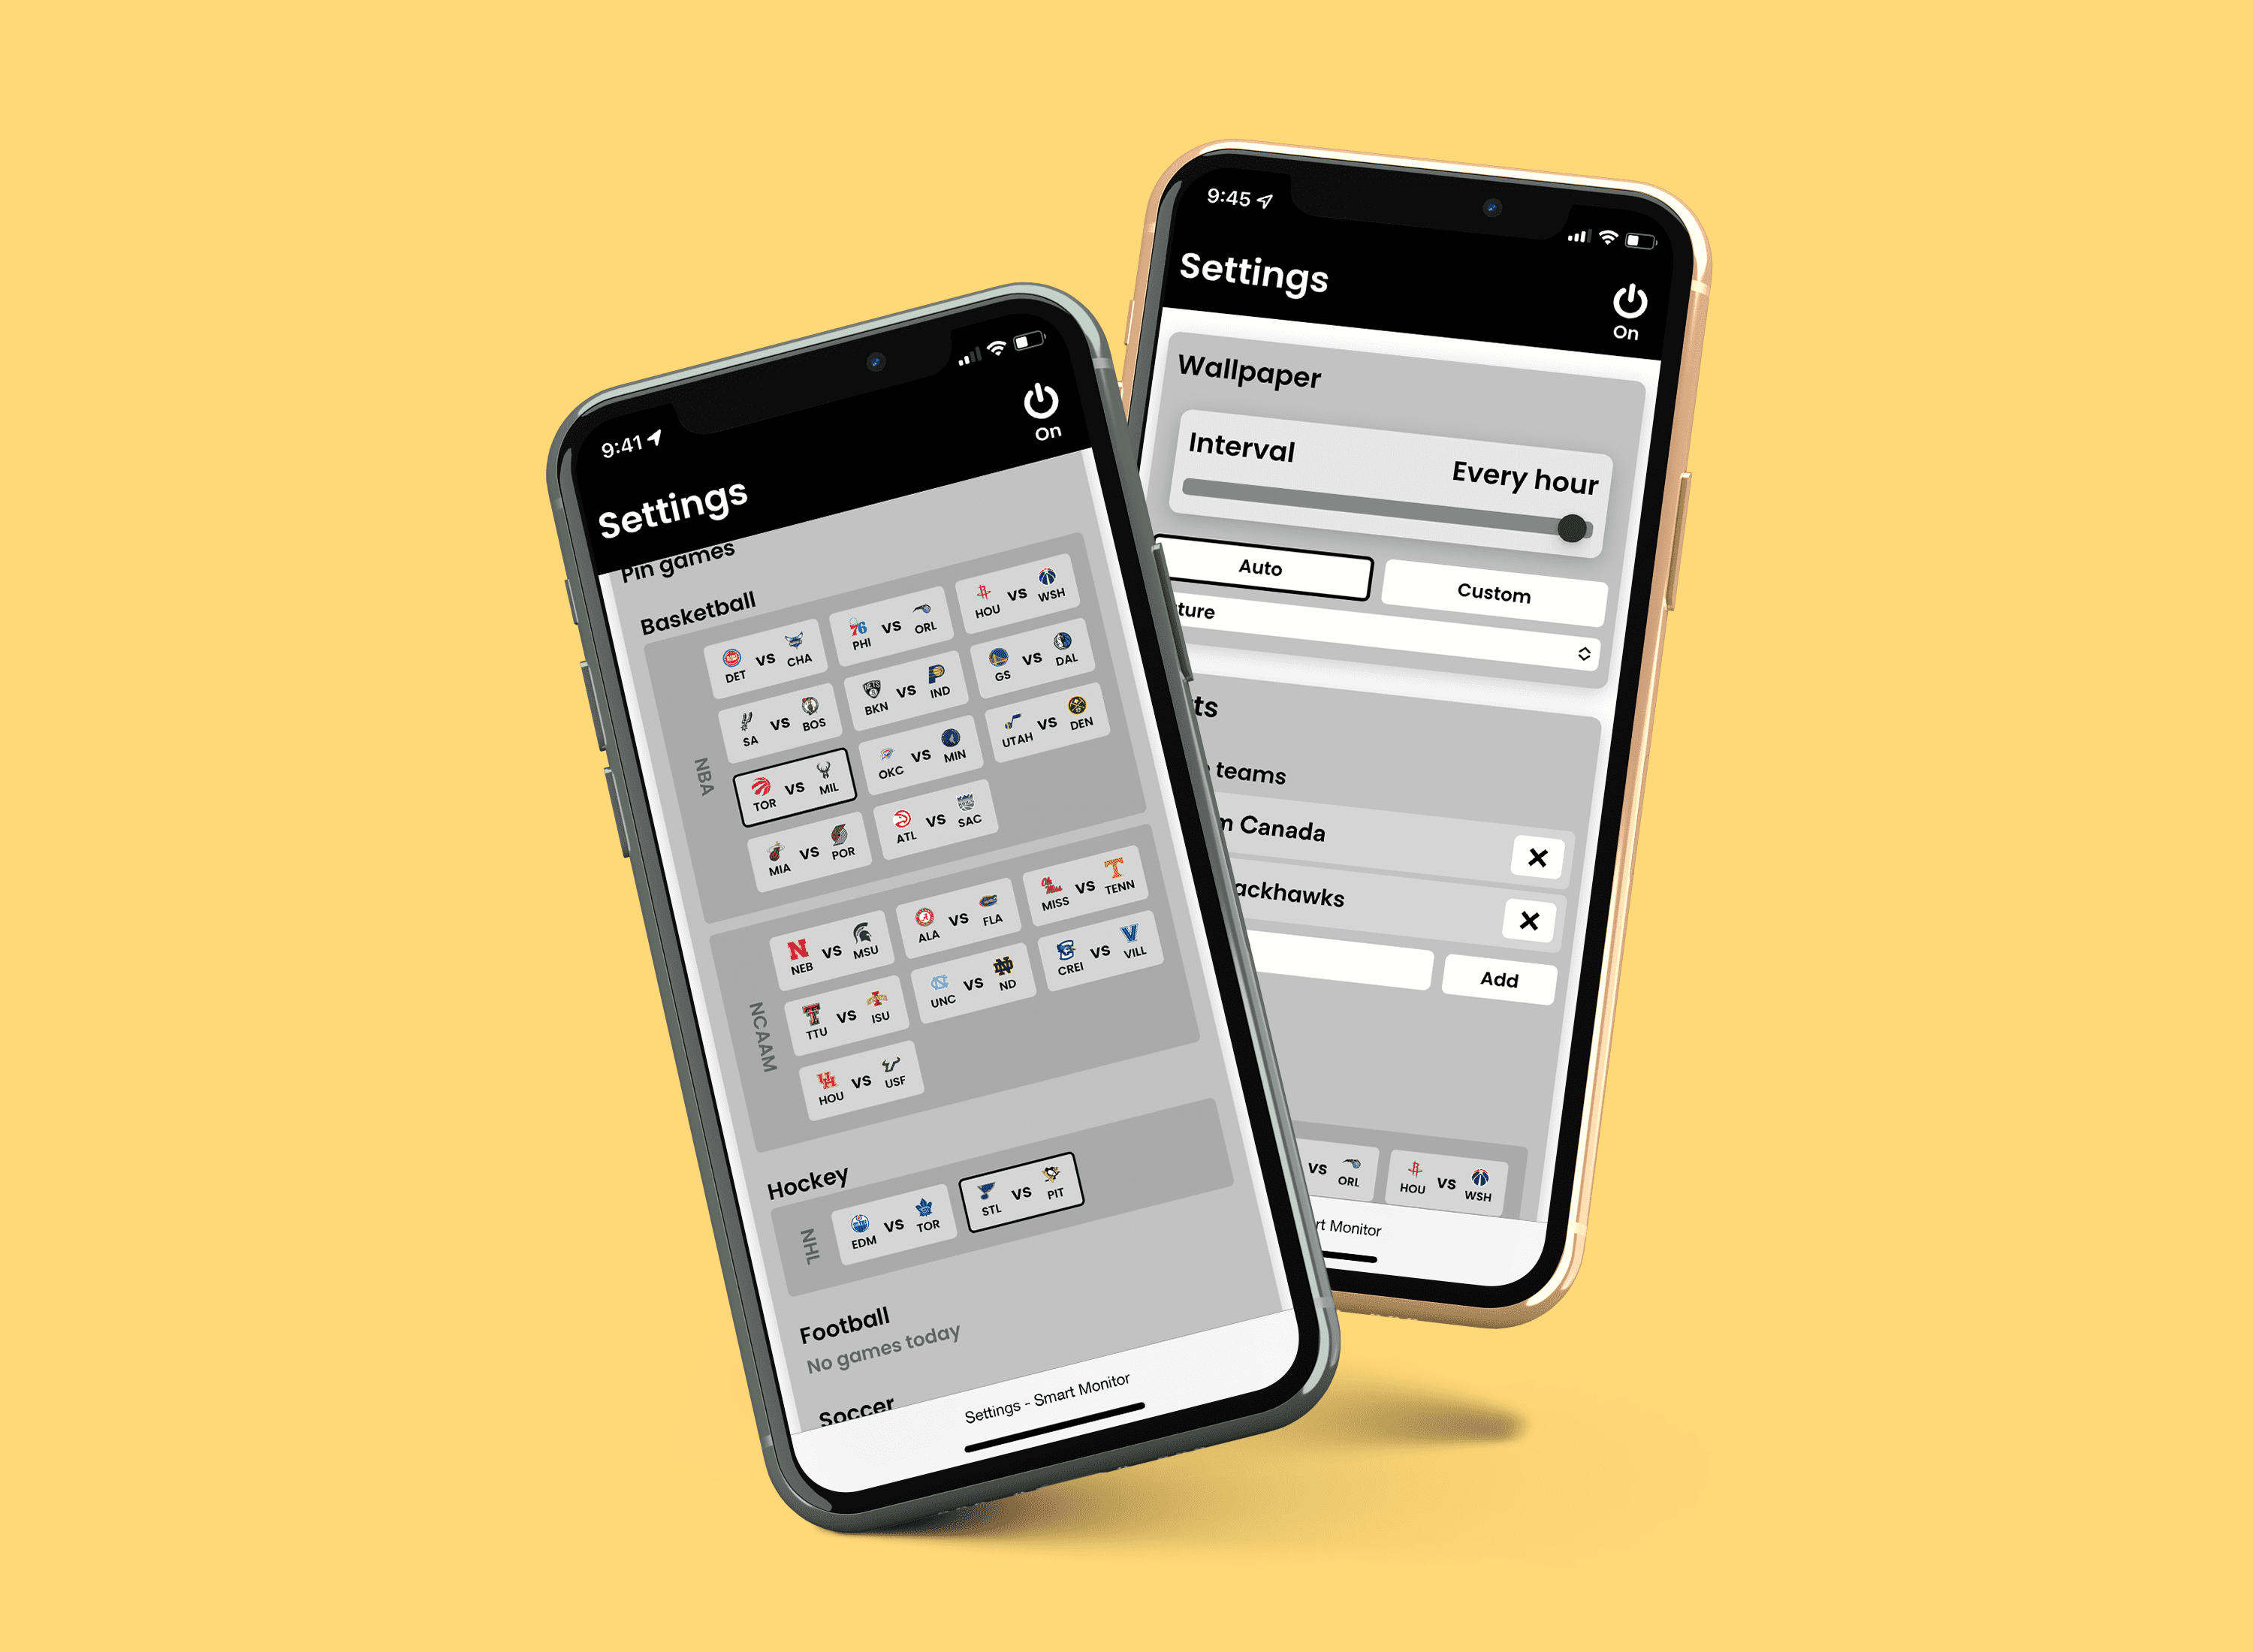 9:41
On
Settings
Pin games
Basketball
NBA
DET vs CHA
PHI vs ORL
HOU vs WSH
SA vs BOS
BKN vs IND
GS vs DAL
TOR vs MIL
OKC vs MIN
UTAH vs DEN
MIA vs POR
ATL vs SAC
NCAAM
NEB vs MSU
ALA vs FLA
MISS vs TENN
TTU vs ISU
UNC vs ND
CREI vs VILL
HOU vs USF
Hockey
NHL
EDM vs TOR
STL vs PIT
Football
No games today
Soccer
Settings - Smart Monitor
9:45
Settings
On
Wallpaper
Interval
Every hour
Auto
Custom
ture
ts
teams
m Canada
ackhawks
Add
vs ORL
HOU vs WSH
rt Monitor